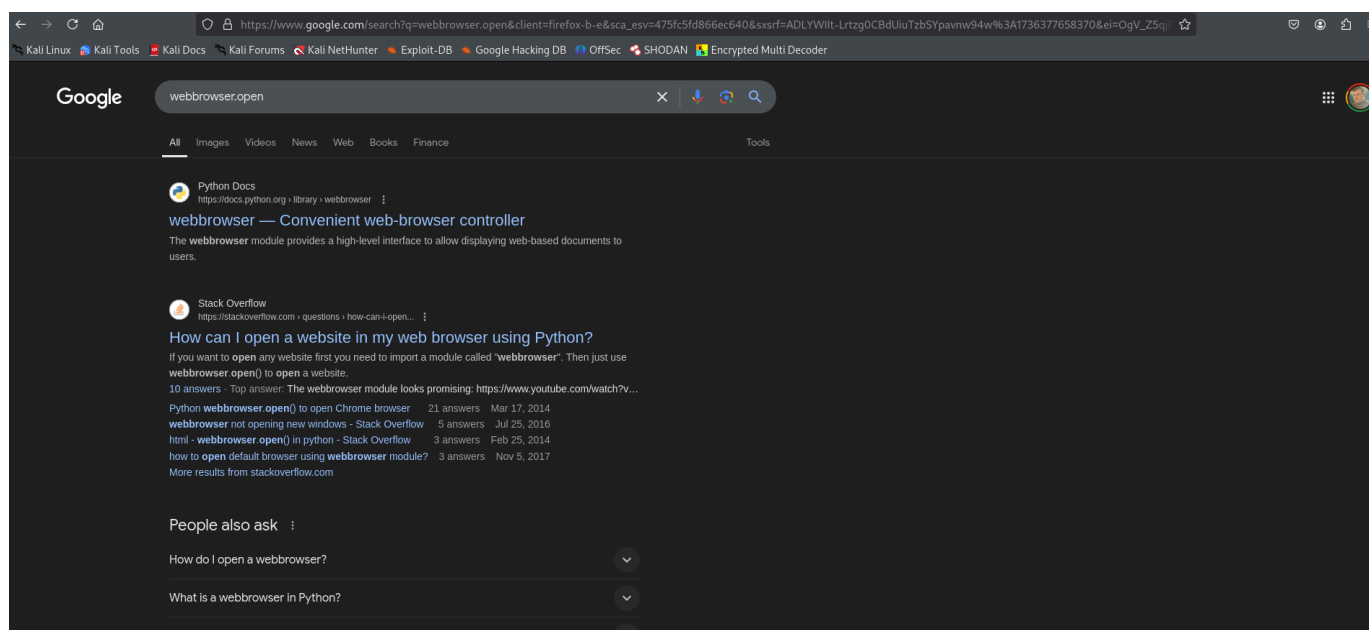 https://www.google.com/search?q=webbrowser.open&client=firefox-b-e&sca_esv=475fc5fd866ec640&sxsrf=ADLYWIIt-Lrtzg0CBdUiuTzbSYpavnw94w%3A1736377658370&ei=OgV_Z5qj
Kali Linux Kali Tools Kali Docs Kali Forums Kali NetHunter Exploit-DB Google Hacking DB OffSec SHODAN Encrypted Multi Decoder
Google webbrowser.open
All Images Videos News Web Books Finance Tools
Python Docs
https://docs.python.org › library › webbrowser
webbrowser — Convenient web-browser controller
The webbrowser module provides a high-level interface to allow displaying web-based documents to
users.
Stack Overflow
https://stackoverflow.com › questions › how-can-i-open...
How can I open a website in my web browser using Python?
If you want to open any website first you need to import a module called "webbrowser". Then just use
webbrowser.open() to open a website.
10 answers · Top answer: The webbrowser module looks promising: https://www.youtube.com/watch?v...
Python webbrowser.open() to open Chrome browser 21 answers Mar 17, 2014
webbrowser not opening new windows - Stack Overflow 5 answers Jul 25, 2016
html - webbrowser.open() in python - Stack Overflow 3 answers Feb 25, 2014
how to open default browser using webbrowser module? 3 answers Nov 5, 2017
More results from stackoverflow.com
People also ask
How do I open a webbrowser?
What is a webbrowser in Python?